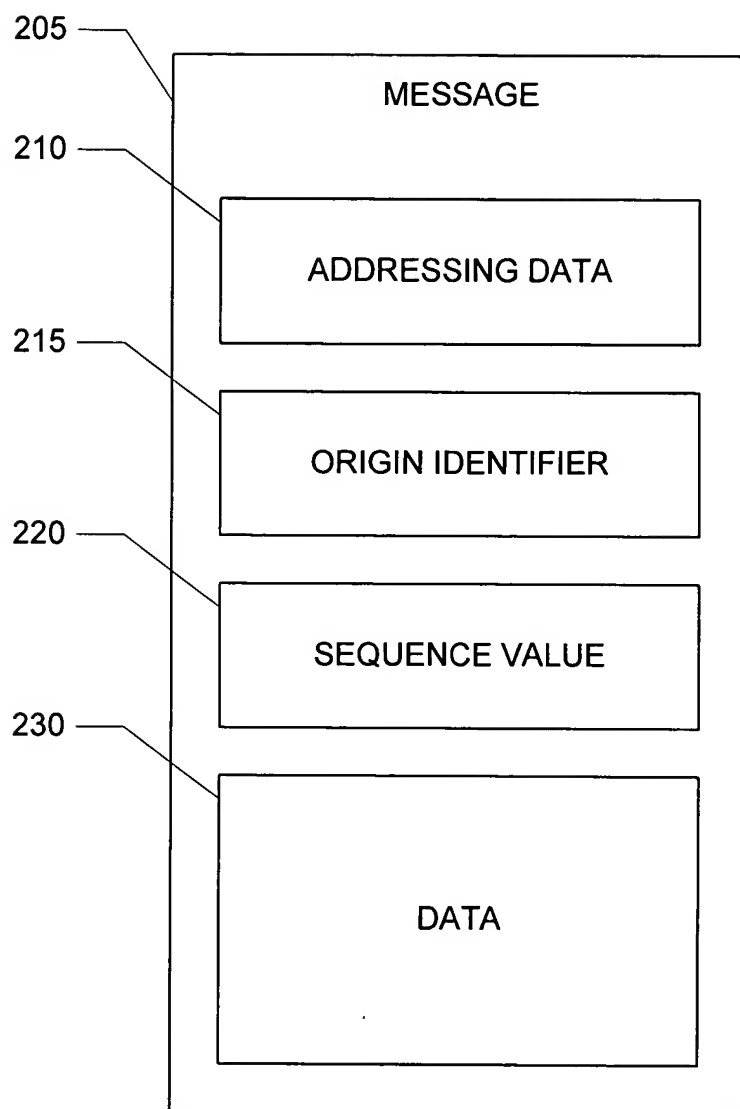 205
MESSAGE
210
ADDRESSING DATA
215
ORIGIN IDENTIFIER
220
SEQUENCE VALUE
230
DATA